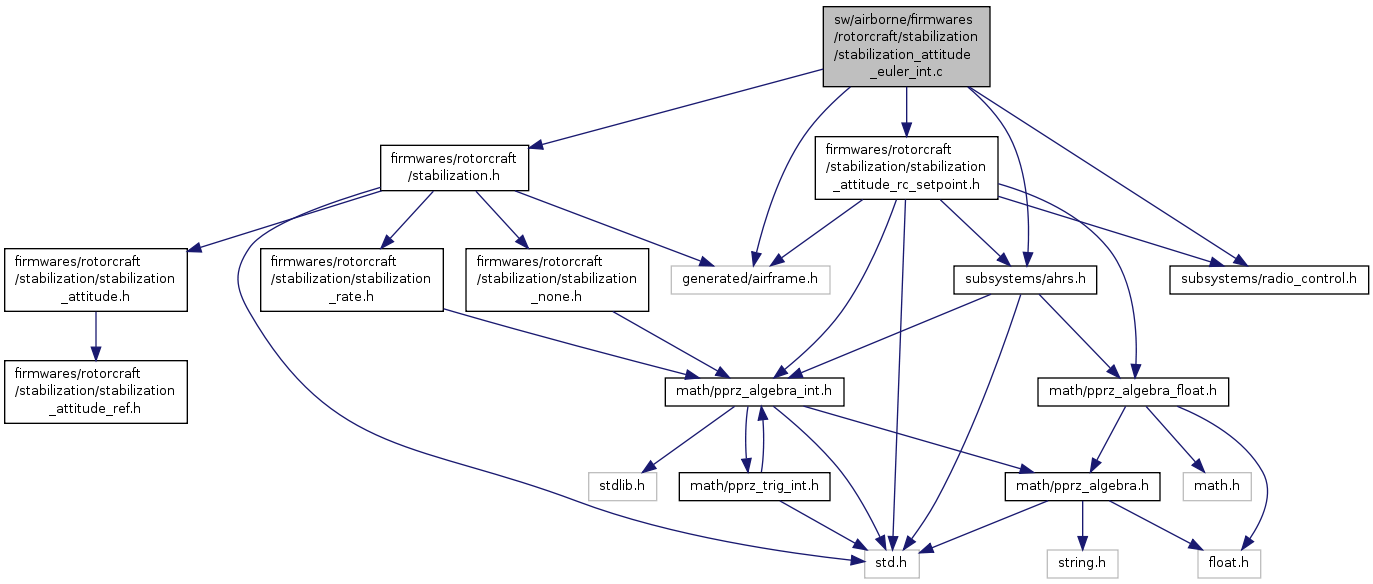 sw/airborne/firmwares
/rotorcraft/stabilization
/stabilization_attitude
_euler_int.c
firmwares/rotorcraft
/stabilization.h
firmwares/rotorcraft
/stabilization/stabilization
_attitude_rc_setpoint.h
firmwares/rotorcraft
/stabilization/stabilization
_attitude.h
firmwares/rotorcraft
/stabilization/stabilization
_rate.h
firmwares/rotorcraft
/stabilization/stabilization
_none.h
generated/airframe.h
subsystems/ahrs.h
subsystems/radio_control.h
firmwares/rotorcraft
/stabilization/stabilization
_attitude_ref.h
math/pprz_algebra_int.h
math/pprz_algebra_float.h
stdlib.h
math/pprz_trig_int.h
math/pprz_algebra.h
math.h
std.h
string.h
float.h